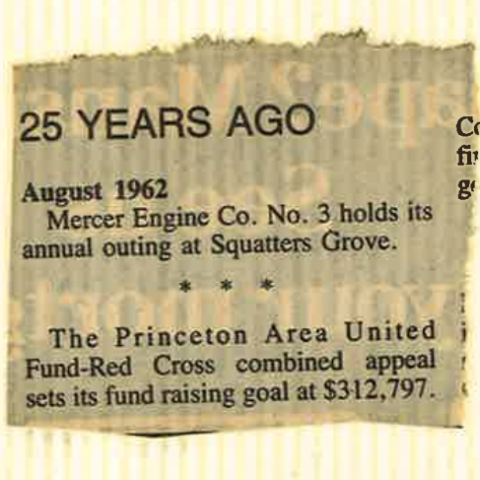 25 YEARS AGO
August 1962
Mercer Engine Co. No. 3 holds its
annual outing at Squatters Grove.
* * *
The Princeton Area United
Fund-Red Cross combined appeal
sets its fund raising goal at $312,797.